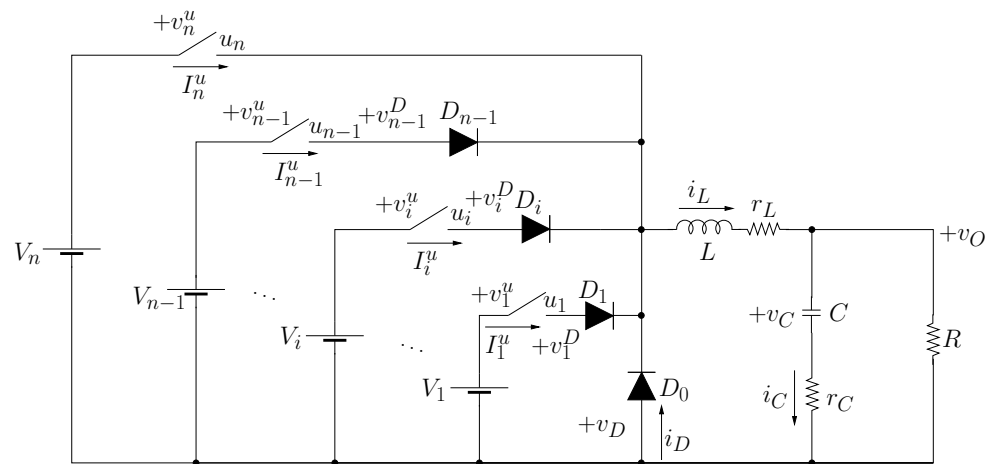 +v_n^u u_n
I_n^u
+v_{n-1}^u u_{n-1} +v_{n-1}^D D_{n-1}
I_{n-1}^u
+v_i^u u_i +v_i^D D_i
I_i^u
i_L r_L
L
+v_O
V_n
V_{n-1} ...
V_i ...
+v_1^u u_1 D_1
I_1^u +v_1^D
V_1
+v_C C
R
D_0
+v_D i_D
i_C r_C